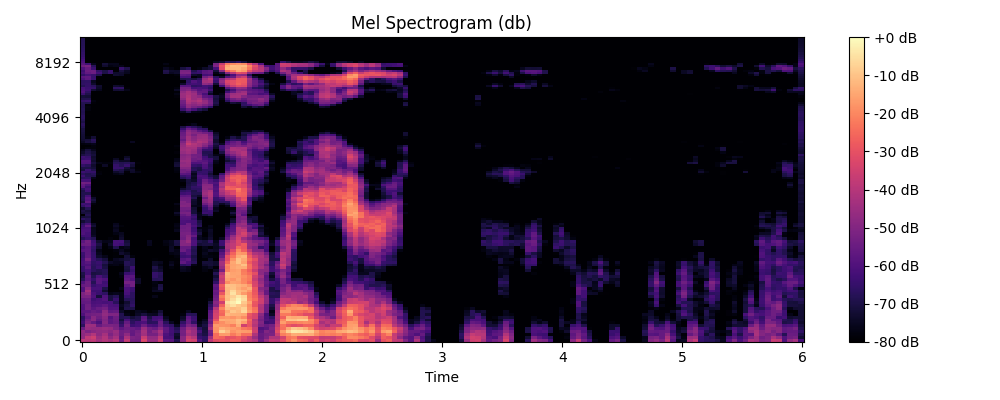 Mel Spectrogram (db)
8192
4096
2048
1024
512
0
Hz
0 1 2 3 4 5 6
Time
+0 dB
-10 dB
-20 dB
-30 dB
-40 dB
-50 dB
-60 dB
-70 dB
-80 dB